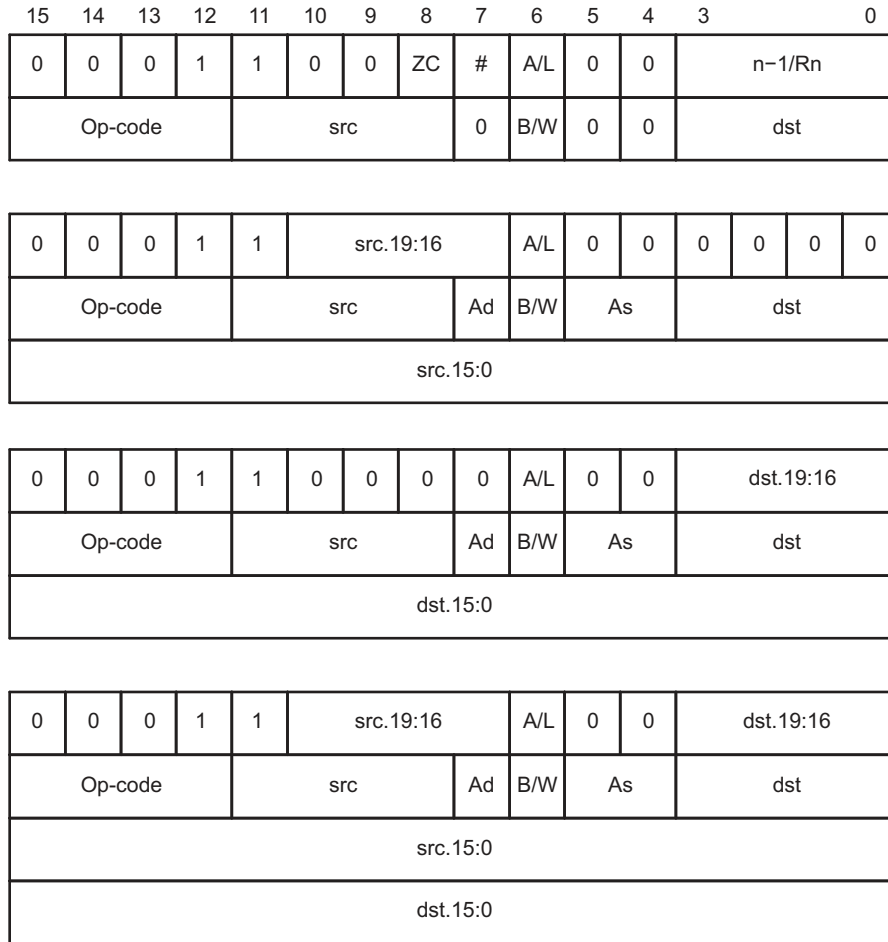 15 14 13 12 11 10 9 8 7 6 5 4 3 0
0 0 0 1 1 0 0 ZC # A/L 0 0 n−1/Rn
Op-code src 0 B/W 0 0 dst
0 0 0 1 1 src.19:16 A/L 0 0 0 0 0 0
Op-code src Ad B/W As dst
src.15:0
0 0 0 1 1 0 0 0 0 A/L 0 0 dst.19:16
Op-code src Ad B/W As dst
dst.15:0
0 0 0 1 1 src.19:16 A/L 0 0 dst.19:16
Op-code src Ad B/W As dst
src.15:0
dst.15:0